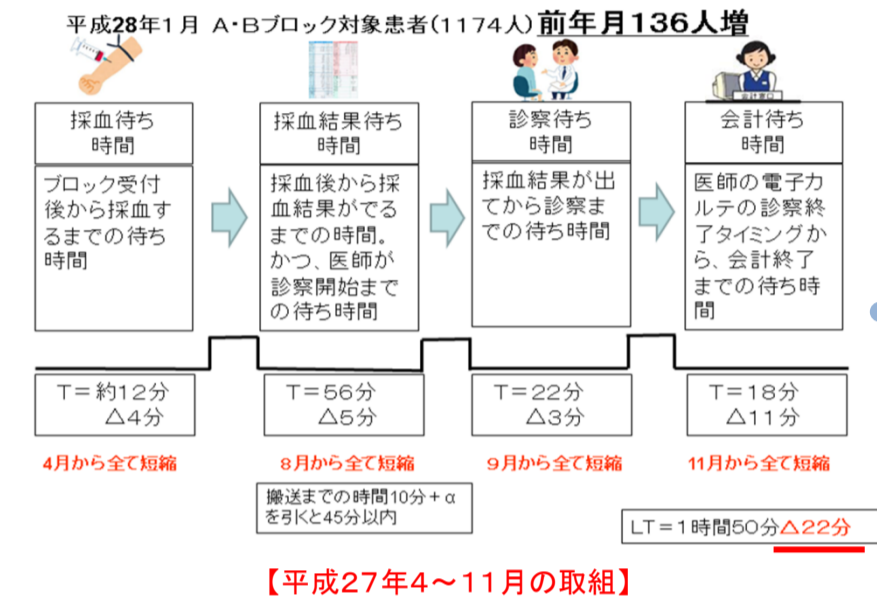 平成28年1月 A・Bブロック対象患者(1174人)前年月136人増
会計窓口
採血待ち
時間
ブロック受付
後から採血す
るまでの待ち
時間
採血結果待ち
時間
採血後から採
血結果がでる
までの時間。
かつ、医師が
診察開始まで
の待ち時間
診察待ち
時間
採血結果が出
てから診察ま
での待ち時間
会計待ち
時間
医師の電子カ
ルテの診察終
了タイミングか
ら、会計終了
までの待ち時
間
T=約12分
△4分
T=56分
△5分
T=22分
△3分
T=18分
△11分
4月から全て短縮
8月から全て短縮
9月から全て短縮
11月から全て短縮
搬送までの時間10分+α
を引くと45分以内
LT=1時間50分△22分
【平成27年4~11月の取組】